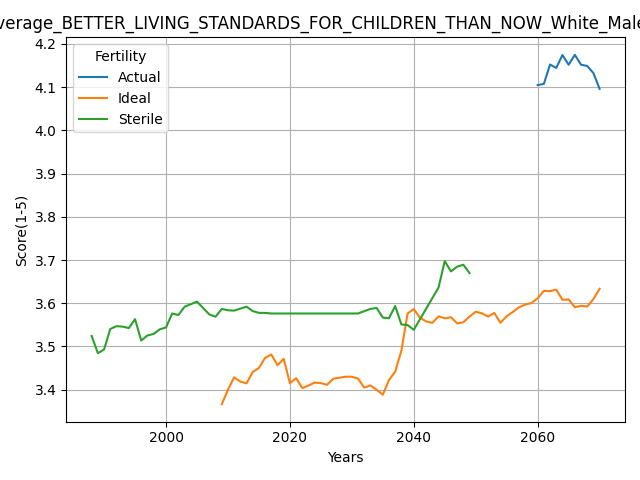 verage_BETTER_LIVING_STANDARDS_FOR_CHILDREN_THAN_NOW_White_Male
Fertility
Actual
Ideal
Sterile
4.2
4.1
4.0
3.9
3.8
3.7
3.6
3.5
3.4
Score(1-5)
2000 2020 2040 2060
Years